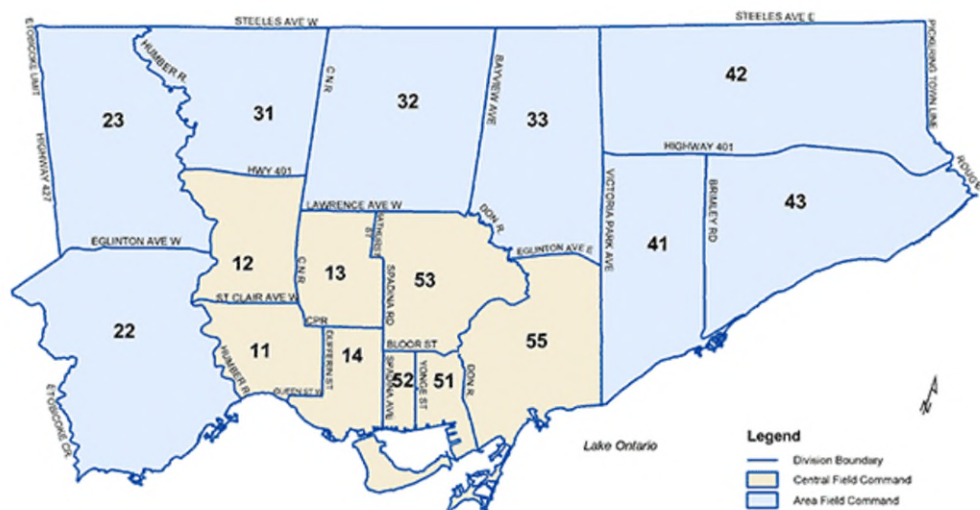 STEELES AVE W
STEELES AVE E
ETOBICOKE LIMIT
HUMBER R.
C N R
BAYVIEW AVE
PICKERING TOWN LINE
42
32
31
33
23
HIGHWAY 427
HWY 401
HIGHWAY 401
ROUGE
VICTORIA PARK AVE
BRIMLEY RD
43
LAWRENCE AVE W
BATHURST ST
DON R.
EGLINTON AVE W
EGLINTON AVE E
41
12
C N R
13
SPADINA RD
53
ST CLAIR AVE W
22
CPR
11
DUFFERIN ST
14
BLOOR ST
55
HUMBER R.
QUEEN ST W
SPADINA AVE
52
YONGE ST
51
DON R.
ETOBICOKE CR.
Lake Ontario
N
Legend
Division Boundary
Central Field Command
Area Field Command